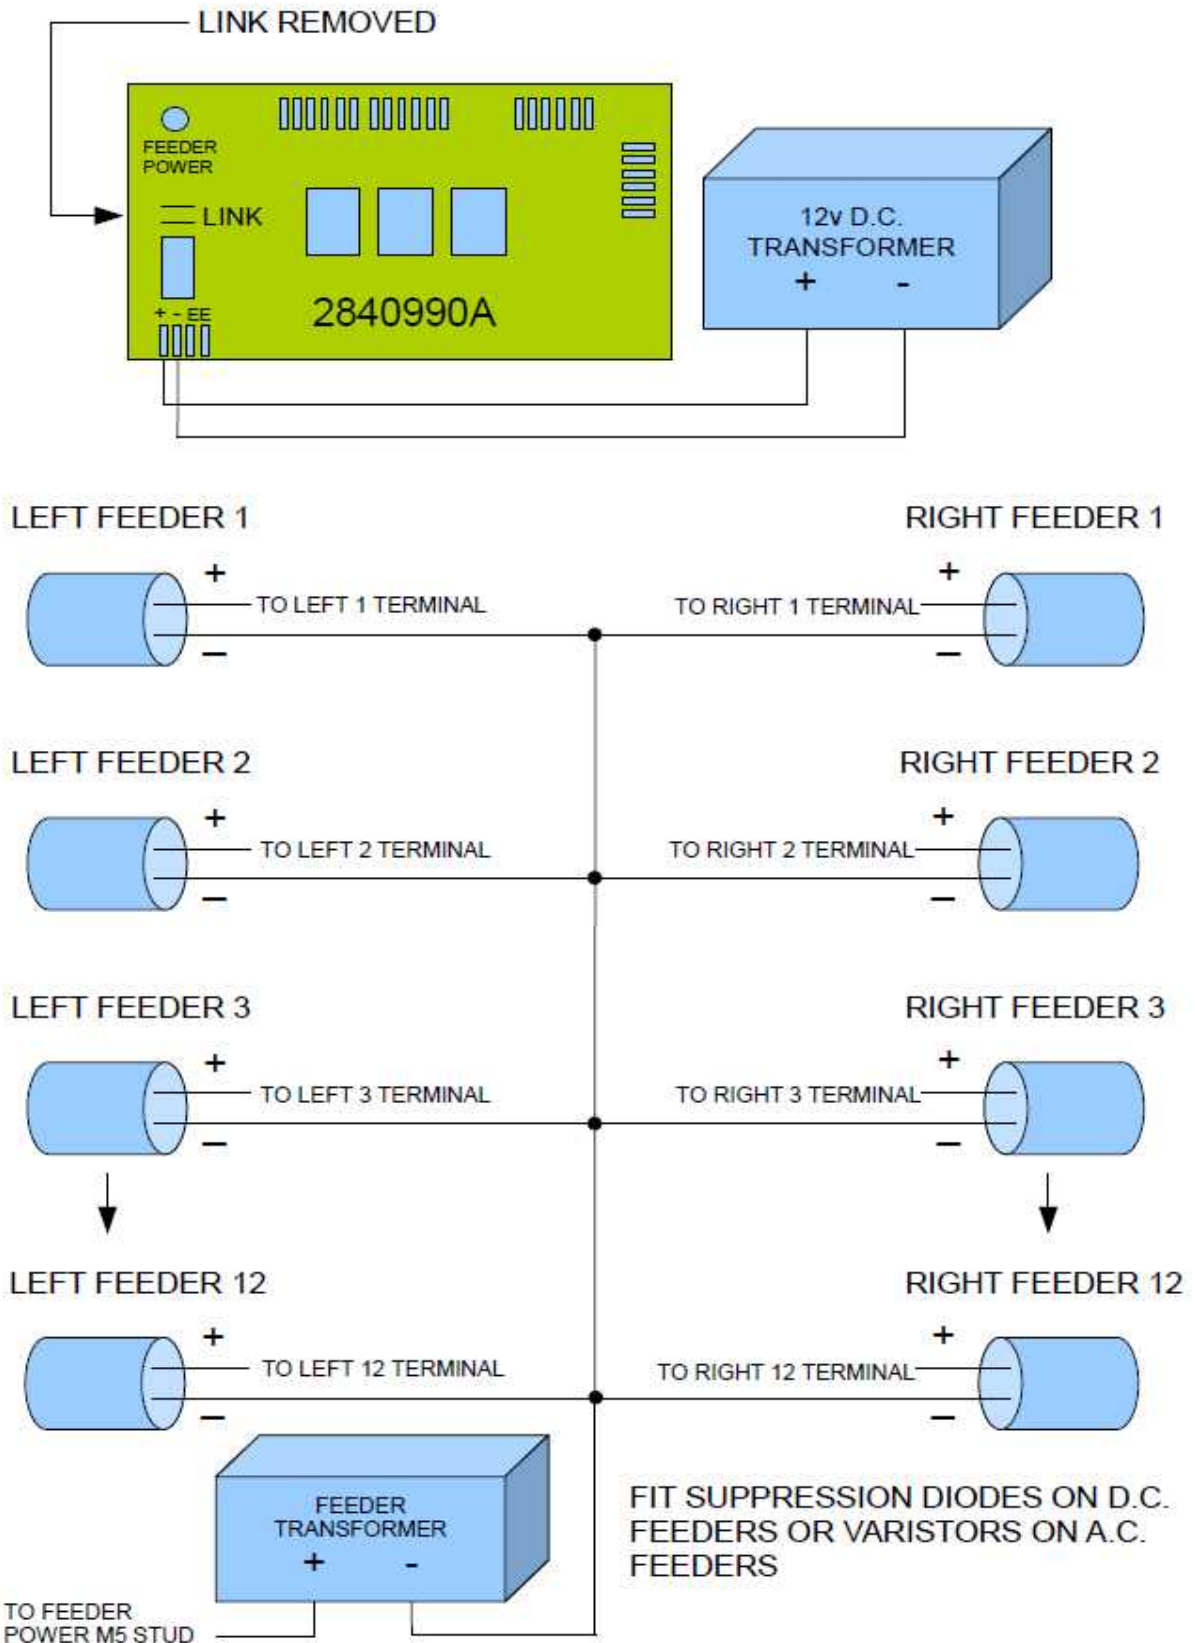 LINK REMOVED
FEEDER
POWER
LINK
+ - EE
2840990A
12v D.C.
TRANSFORMER
+ -
LEFT FEEDER 1
RIGHT FEEDER 1
+
+
TO LEFT 1 TERMINAL
TO RIGHT 1 TERMINAL
−
−
LEFT FEEDER 2
RIGHT FEEDER 2
+
+
TO LEFT 2 TERMINAL
TO RIGHT 2 TERMINAL
−
−
LEFT FEEDER 3
RIGHT FEEDER 3
+
+
TO LEFT 3 TERMINAL
TO RIGHT 3 TERMINAL
−
−
LEFT FEEDER 12
RIGHT FEEDER 12
+
+
TO LEFT 12 TERMINAL
TO RIGHT 12 TERMINAL
−
−
FEEDER
TRANSFORMER
+ -
FIT SUPPRESSION DIODES ON D.C.
FEEDERS OR VARISTORS ON A.C.
FEEDERS
TO FEEDER
POWER M5 STUD